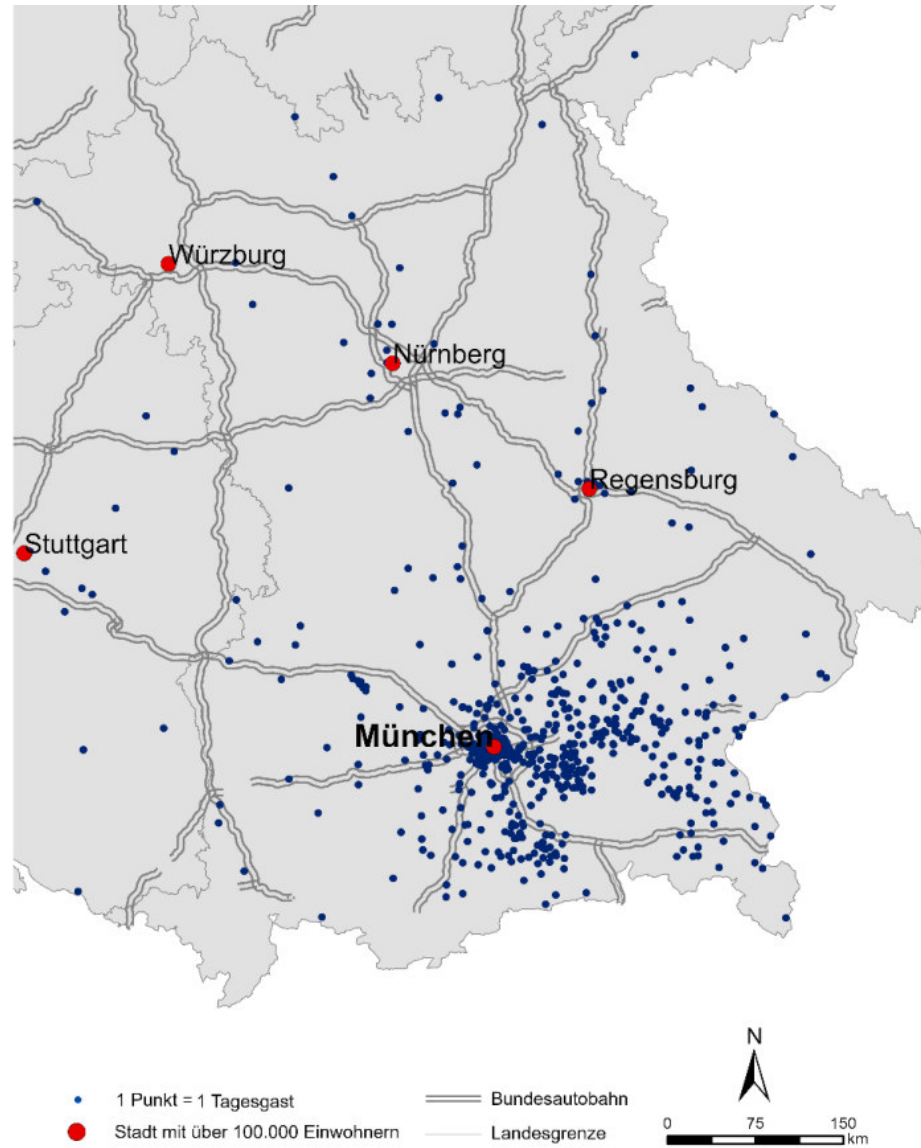 Würzburg
Nürnberg
Regensburg
Stuttgart
München
N
1 Punkt = 1 Tagesgast
Bundesautobahn
Stadt mit über 100.000 Einwohnern
Landesgrenze
0 75 150
km